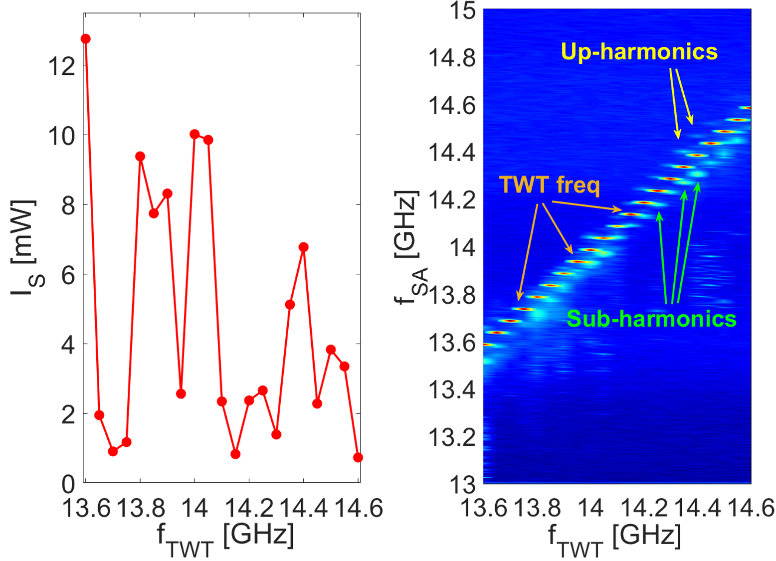 I_S [mW]
12
10
8
6
4
2
0
13.6 13.8 14 14.2 14.4 14.6
f_TWT [GHz]
f_SA [GHz]
15
14.8
14.6
14.4
14.2
14
13.8
13.6
13.4
13.2
13
Up-harmonics
TWT freq
Sub-harmonics
13.6 13.8 14 14.2 14.4 14.6
f_TWT [GHz]